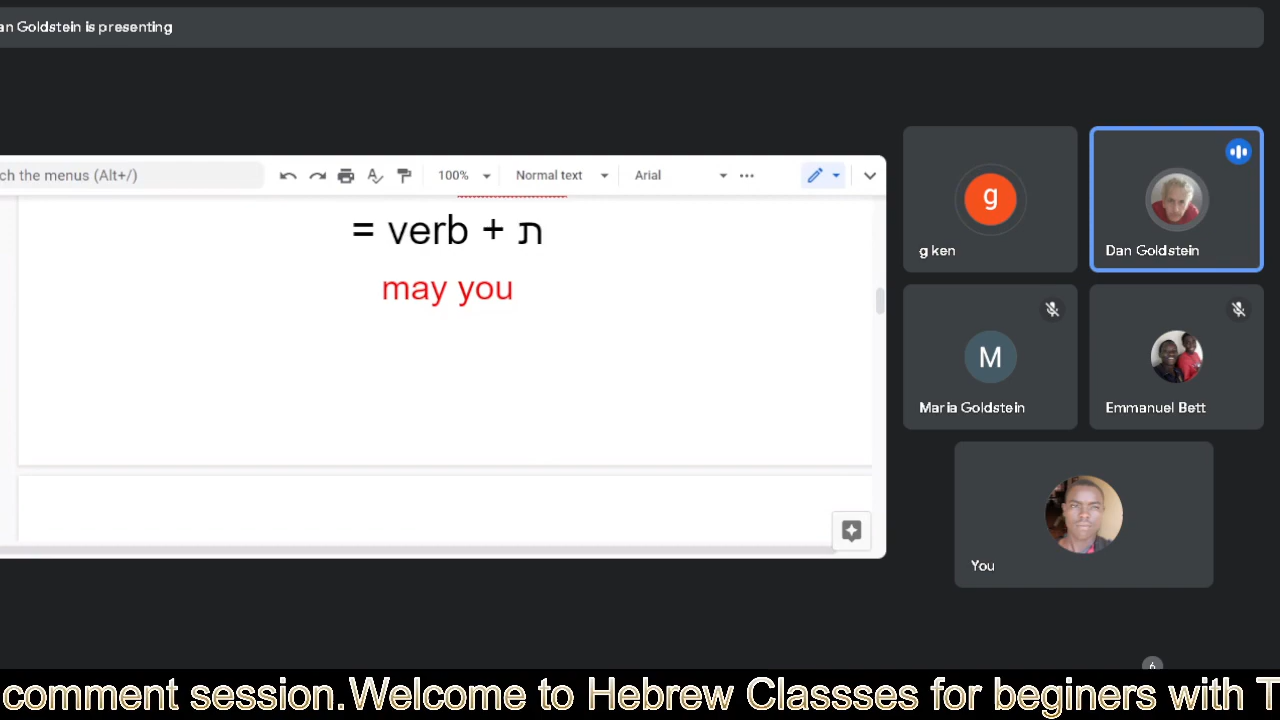 an Goldstein is presenting
ch the menus (Alt+/)
100%
Normal text
Arial
= verb + ת
may you
g
g ken
Dan Goldstein
M
Maria Goldstein
Emmanuel Bett
You
6
comment session.Welcome to Hebrew Classses for beginers with T